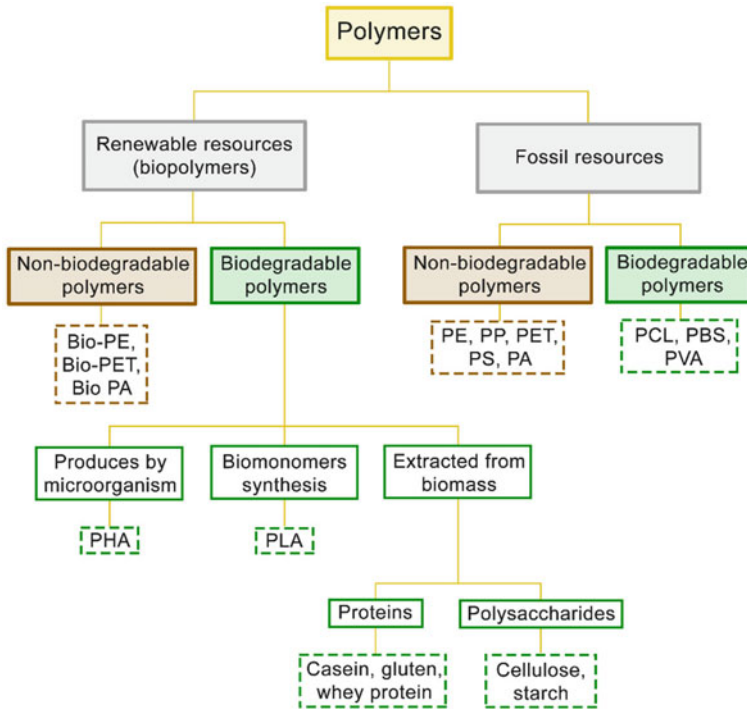 Polymers
Renewable resources
(biopolymers)
Fossil resources
Non-biodegradable
polymers
Biodegradable
polymers
Non-biodegradable
polymers
Biodegradable
polymers
Bio-PE,
Bio-PET,
Bio PA
PE, PP, PET,
PS, PA
PCL, PBS,
PVA
Produces by
microorganism
Biomonomers
synthesis
Extracted from
biomass
PHA
PLA
Proteins
Polysaccharides
Casein, gluten,
whey protein
Cellulose,
starch